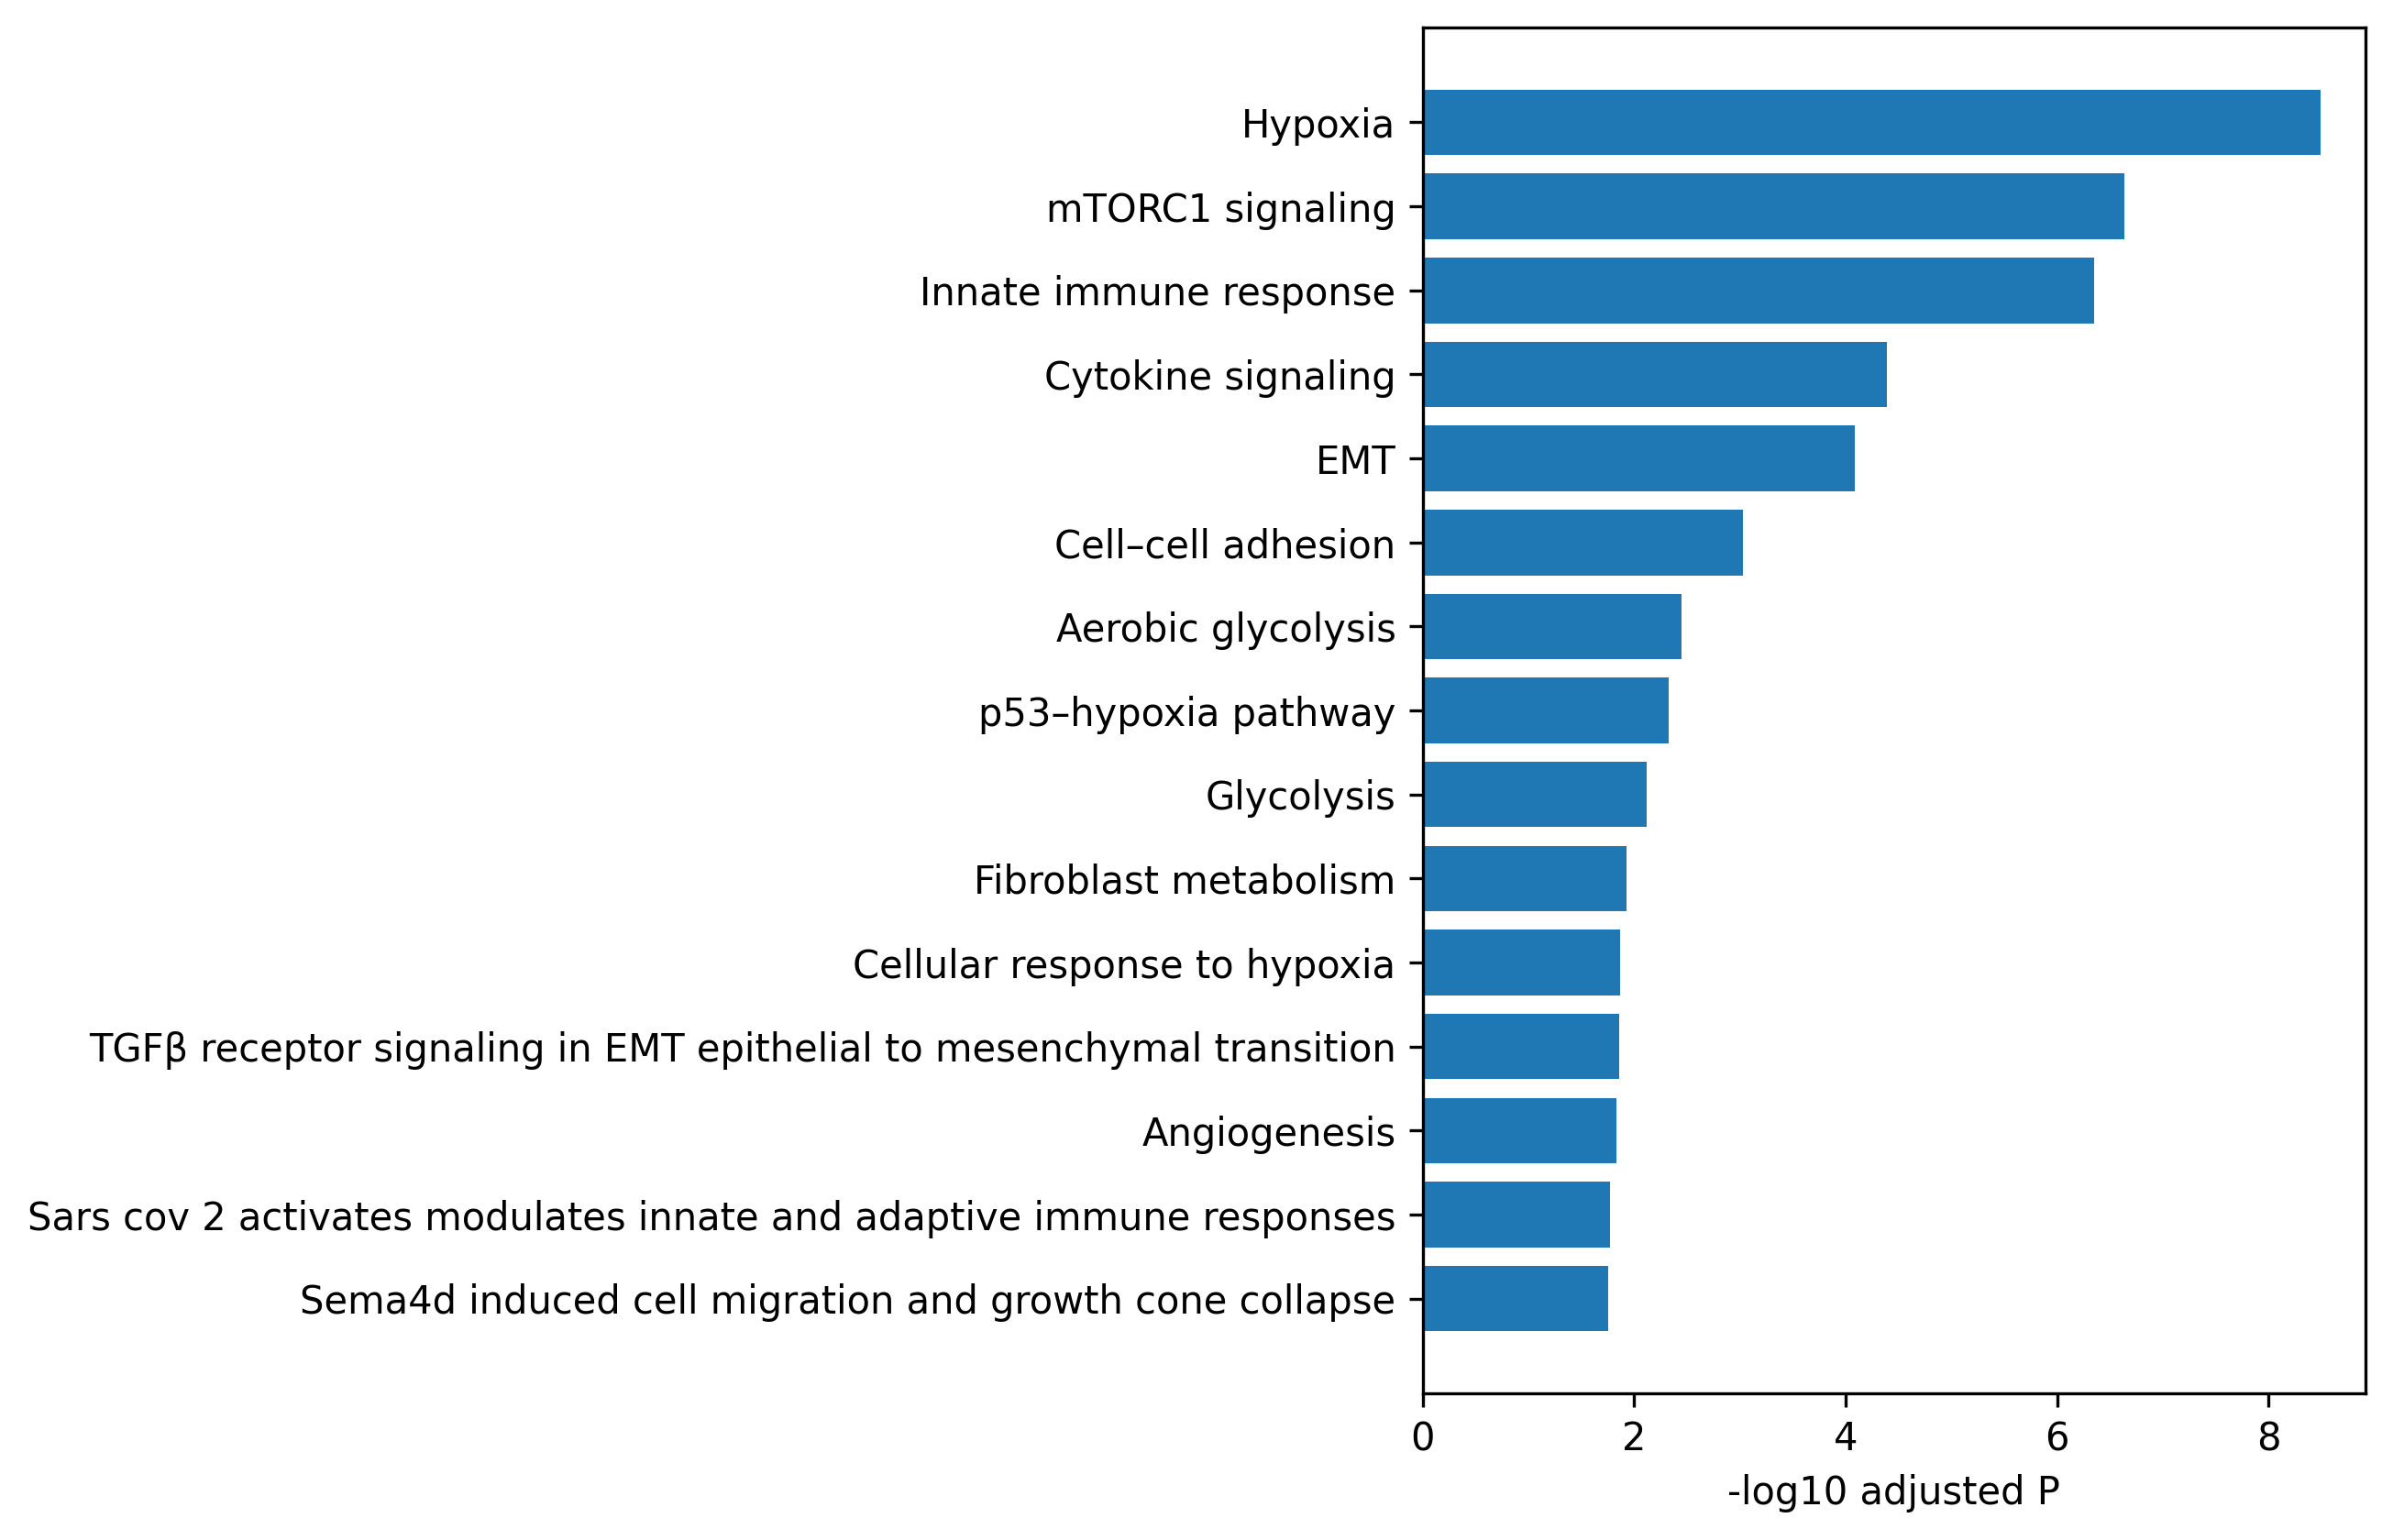 Hypoxia
mTORC1 signaling
Innate immune response
Cytokine signaling
EMT
Cell–cell adhesion
Aerobic glycolysis
p53–hypoxia pathway
Glycolysis
Fibroblast metabolism
Cellular response to hypoxia
TGFβ receptor signaling in EMT epithelial to mesenchymal transition
Angiogenesis
Sars cov 2 activates modulates innate and adaptive immune responses
Sema4d induced cell migration and growth cone collapse
0 2 4 6 8
-log10 adjusted P